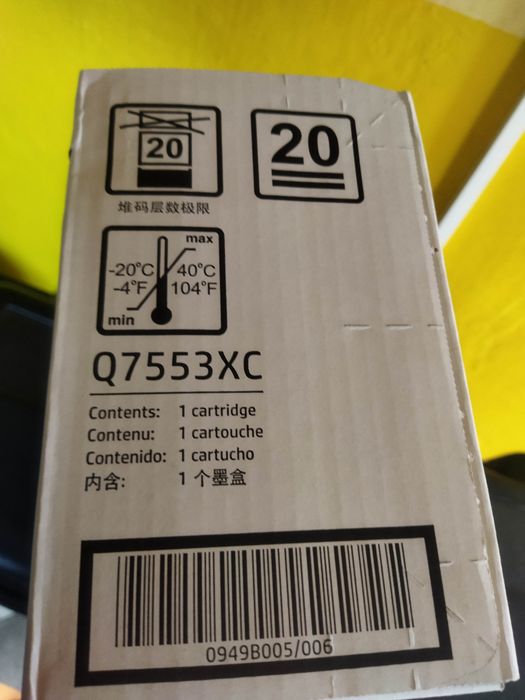 20
20
堆码层数极限
max
-20°C 40°C
-4°F 104°F
min
Q7553XC
Contents: 1 cartridge
Contenu: 1 cartouche
Contenido: 1 cartucho
内含: 1 个墨盒
0949B005/006